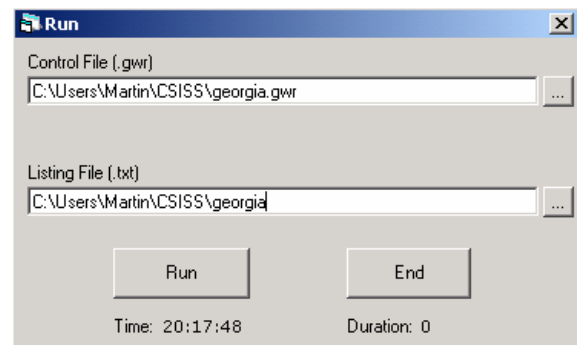 Run
Control File (.gwr)
C:\Users\Martin\CSISS\georgia.gwr
...
Listing File (.txt)
C:\Users\Martin\CSISS\georgia
...
Run End
Time: 20:17:48 Duration: 0